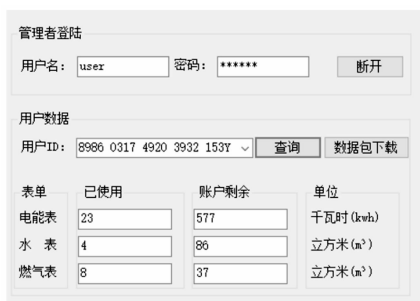 管理者登陆
用户名: user 密码: ****** 断开
用户数据
用户ID: 8986 0317 4920 3932 153Y 查询 数据包下载
表单 已使用 账户剩余 单位
电能表 23 577 千瓦时(kwh)
水 表 4 86 立方米(m³)
燃气表 8 37 立方米(m³)